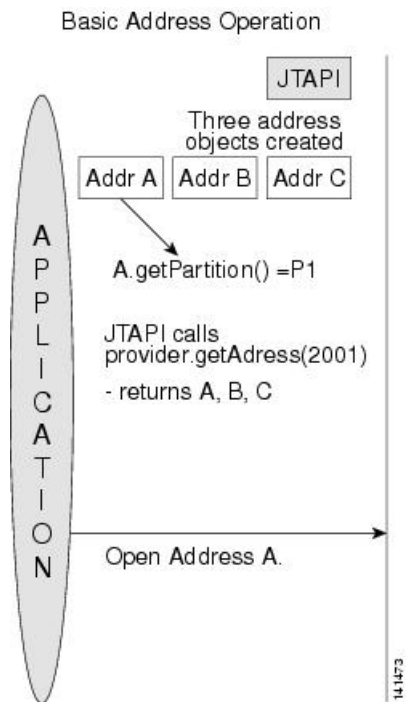 Basic Address Operation
JTAPI
Three address
objects created
Addr A
Addr B
Addr C
A.getPartition() =P1
JTAPI calls
provider.getAdress(2001)
- returns A, B, C
APPLICATION
Open Address A.
141473